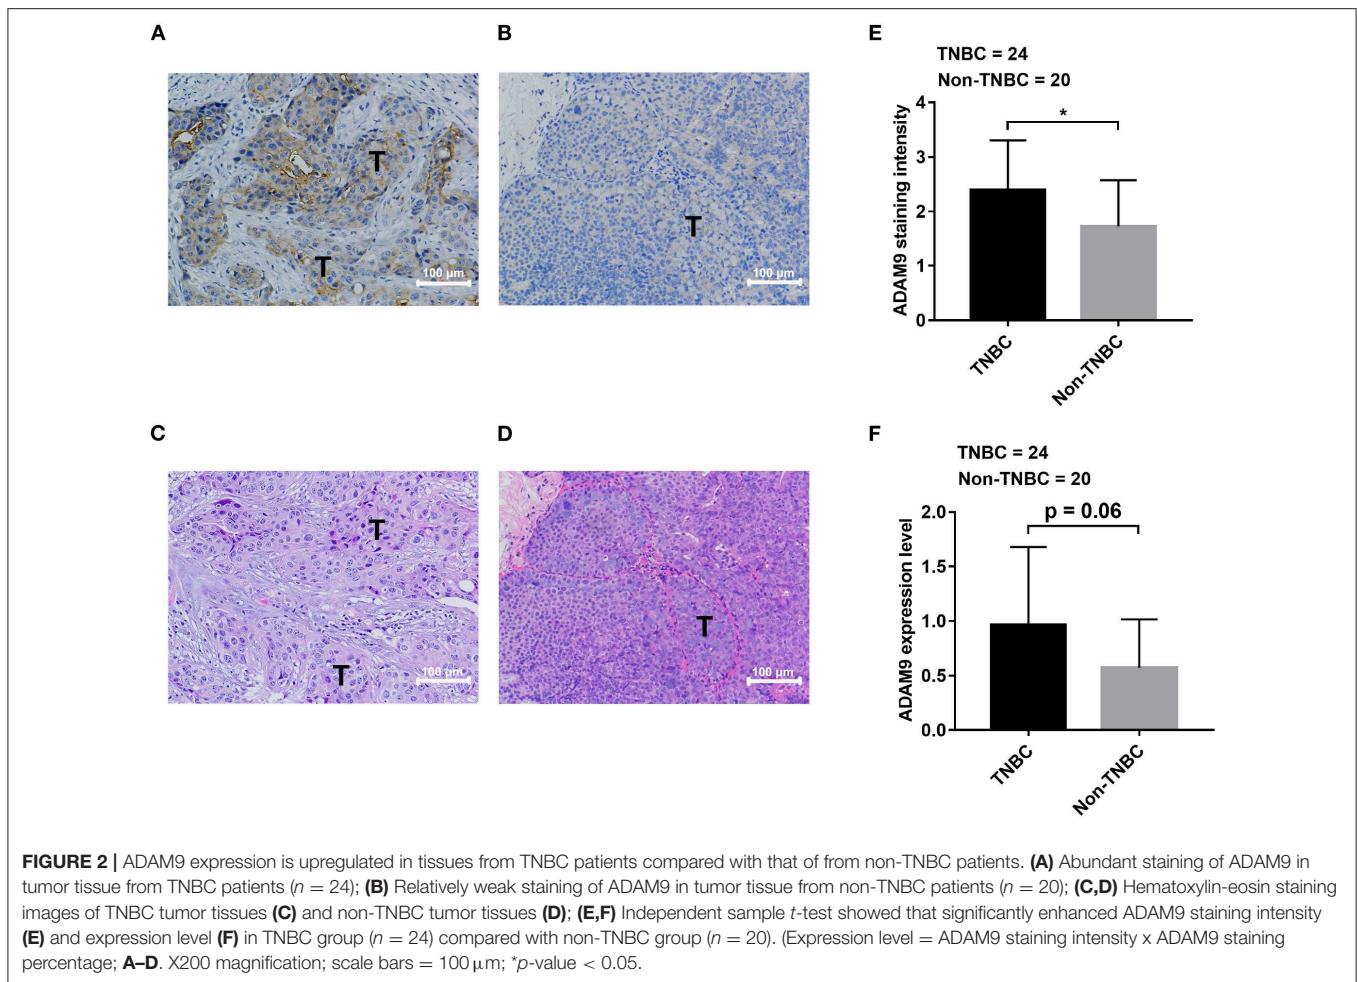 A
T
T
100 µm
B
T
100 µm
E
TNBC = 24
Non-TNBC = 20
ADAM9 staining intensity
4
3
2
1
0
*
TNBC
Non-TNBC
C
T
T
100 µm
D
T
100 µm
F
TNBC = 24
Non-TNBC = 20
ADAM9 expression level
2.0
1.5
1.0
0.5
0.0
p = 0.06
TNBC
Non-TNBC
FIGURE 2 | ADAM9 expression is upregulated in tissues from TNBC patients compared with that of from non-TNBC patients. (A) Abundant staining of ADAM9 in
tumor tissue from TNBC patients (n = 24); (B) Relatively weak staining of ADAM9 in tumor tissue from non-TNBC patients (n = 20); (C,D) Hematoxylin-eosin staining
images of TNBC tumor tissues (C) and non-TNBC tumor tissues (D); (E,F) Independent sample t-test showed that significantly enhanced ADAM9 staining intensity
(E) and expression level (F) in TNBC group (n = 24) compared with non-TNBC group (n = 20). (Expression level = ADAM9 staining intensity x ADAM9 staining
percentage; A–D. X200 magnification; scale bars = 100 µm; *p-value < 0.05.